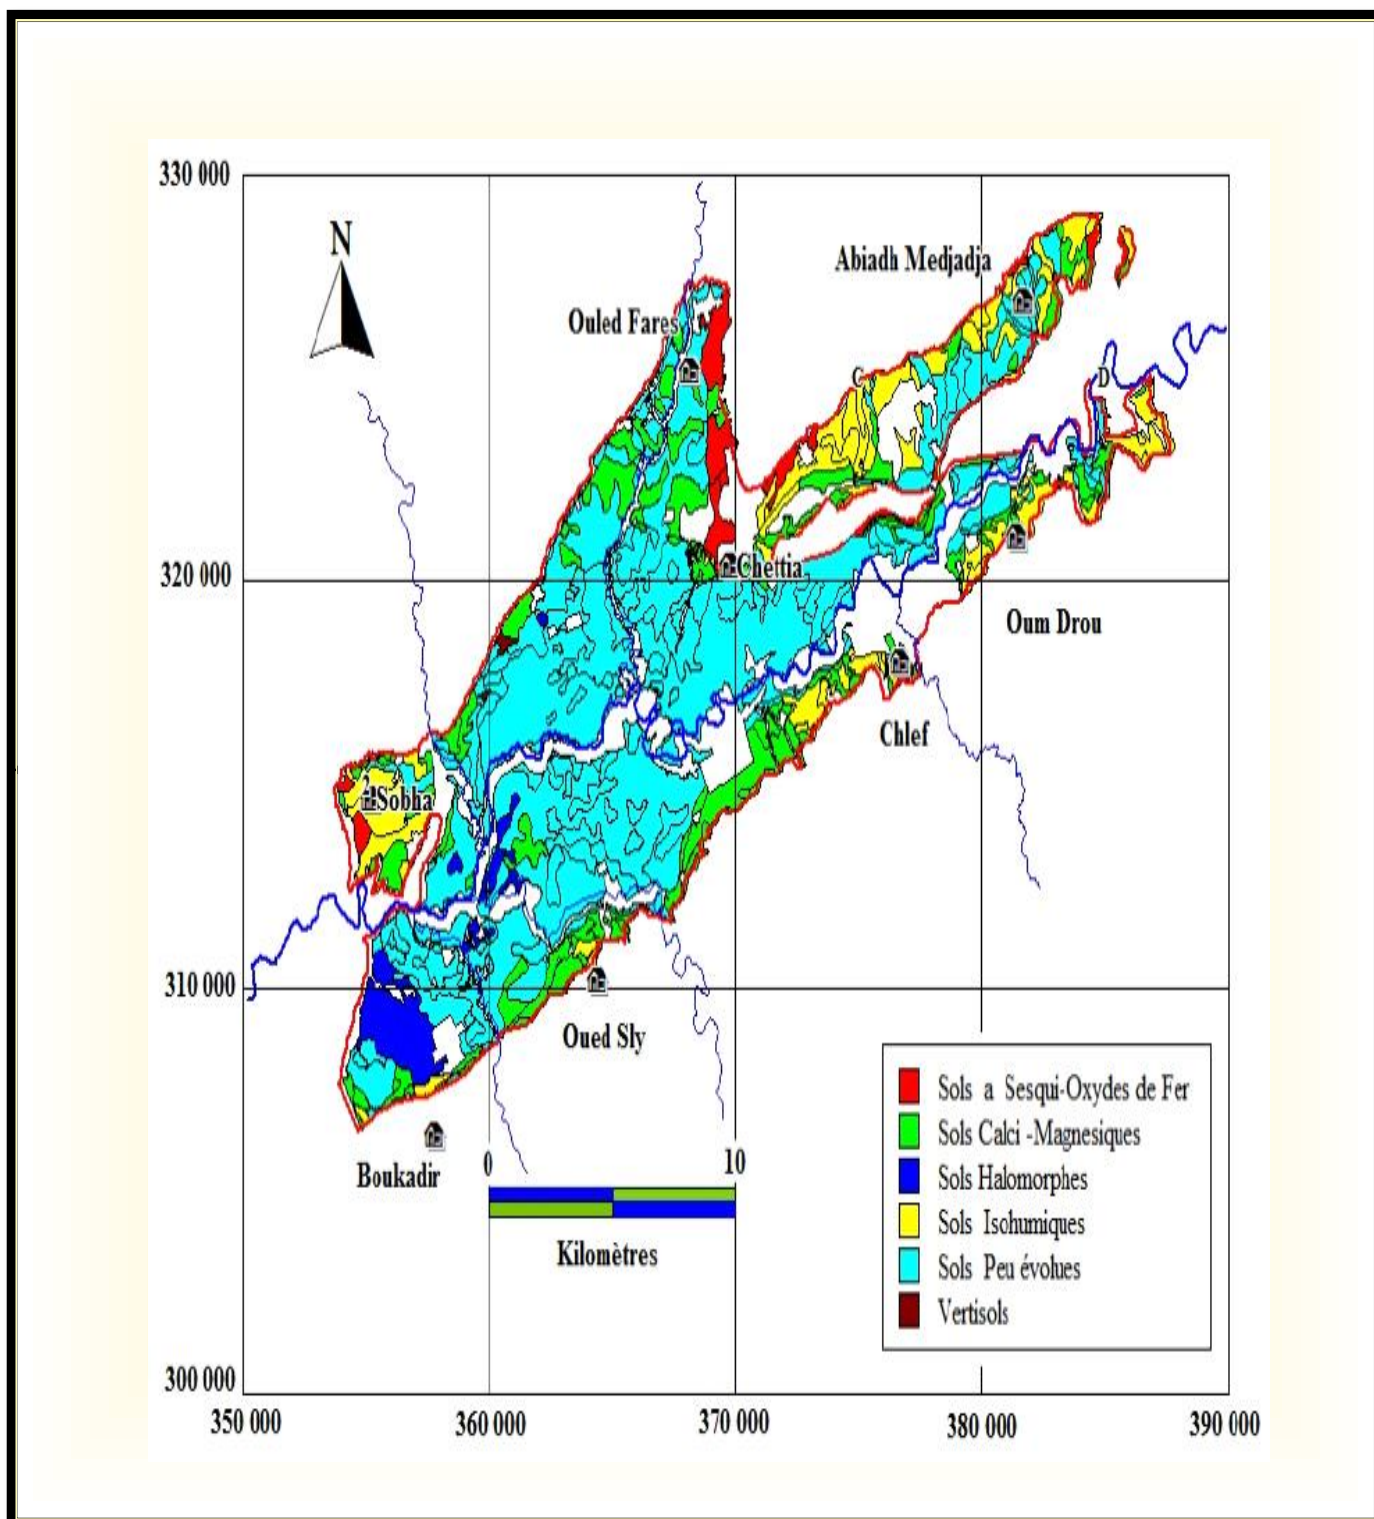 330 000
N
Abiadh Medjadja
Ouled Fares
C
D
Chettia
320 000
Oum Drou
Chlef
Sobha
310 000
Oued Sly
Boukadir
0 10
Kilomètres
Sols a Sesqui-Oxydes de Fer
Sols Calci -Magnesiques
Sols Halomorphes
Sols Isohumiques
Sols Peu évolues
Vertisols
300 000
350 000 360 000 370 000 380 000 390 000